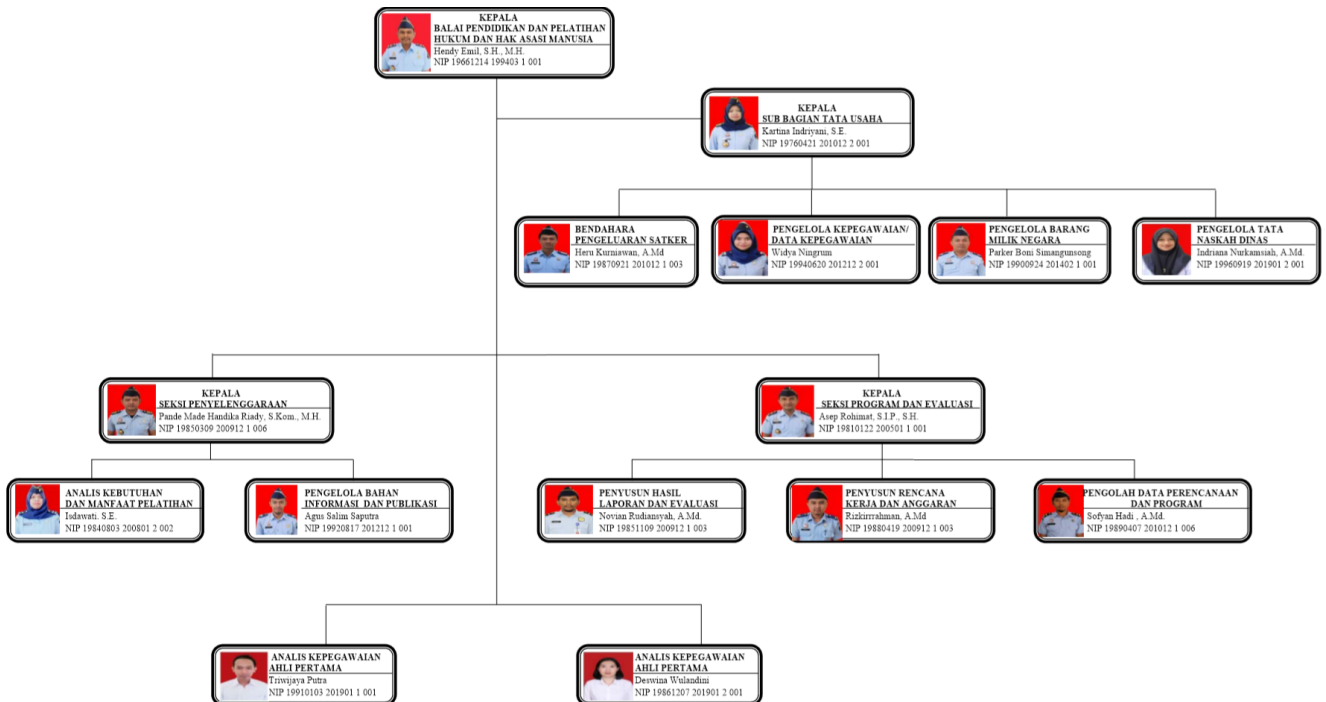 KEPALA
BALAI PENDIDIKAN DAN PELATIHAN
HUKUM DAN HAK ASASI MANUSIA
Hendy Emil, S.H., M.H.
NIP 19661214 199403 1 001
KEPALA
SUB BAGIAN TATA USAHA
Kartina Indriyani, S.E.
NIP 19760421 201012 2 001
BENDAHARA
PENGELUARAN SATKER
Heru Kurniawan, A.Md
NIP 19870921 201012 1 003
PENGELOLA KEPEGAWAIAN/
DATA KEPEGAWAIAN
Widya Ningrum
NIP 19940620 201212 2 001
PENGELOLA BARANG
MILIK NEGARA
Parker Boni Simangungsong
NIP 19900924 201402 1 001
PENGELOLA TATA
NASKAH DINAS
Indriana Nurkamsiah, A.Md.
NIP 19960919 201901 2 001
KEPALA
SEKSI PENYELENGGARAAN
Pande Made Handika Riady, S.Kom., M.H.
NIP 19850309 200912 1 006
KEPALA
SEKSI PROGRAM DAN EVALUASI
Asep Rohimat, S.I.P., S.H.
NIP 19810122 200501 1 001
ANALIS KEBUTUHAN
DAN MANFAAT PELATIHAN
Isdawati. S.E.
NIP 19840803 200801 2 002
PENGELOLA BAHAN
INFORMASI DAN PUBLIKASI
Agus Salim Saputra
NIP 19920817 201212 1 001
PENYUSUN HASIL
LAPORAN DAN EVALUASI
Novian Rudiansyah, A.Md.
NIP 19851109 200912 1 003
PENYUSUN RENCANA
KERJA DAN ANGGARAN
Rizkirrrahman, A.Md
NIP 19880419 200912 1 003
PENGOLAH DATA PERENCANAAN
DAN PROGRAM
Sofyan Hadi , A.Md.
NIP 19890407 201012 1 006
ANALIS KEPEGAWAIAN
AHLI PERTAMA
Triwijaya Putra
NIP 19910103 201901 1 001
ANALIS KEPEGAWAIAN
AHLI PERTAMA
Deswina Wulandini
NIP 19861207 201901 2 001